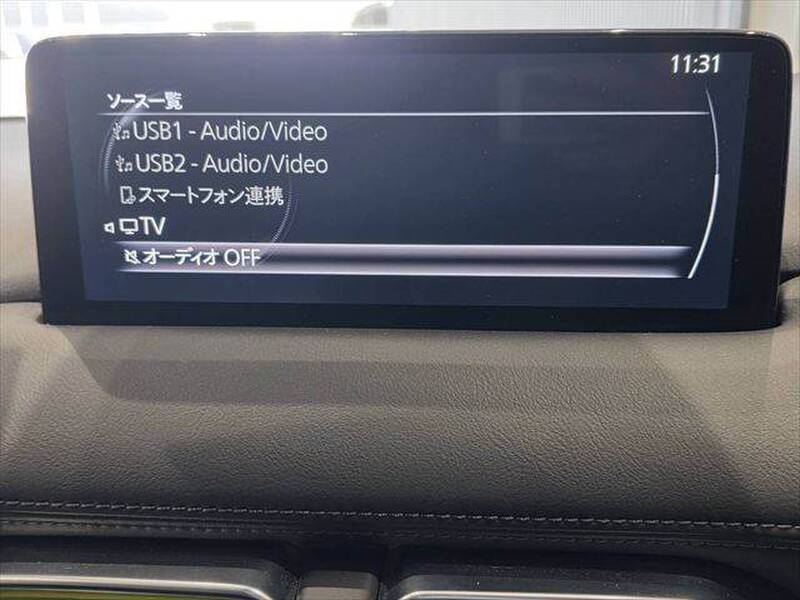 11:31
ソース一覧
USB1 - Audio/Video
USB2 - Audio/Video
スマートフォン連携
TV
オーディオ OFF